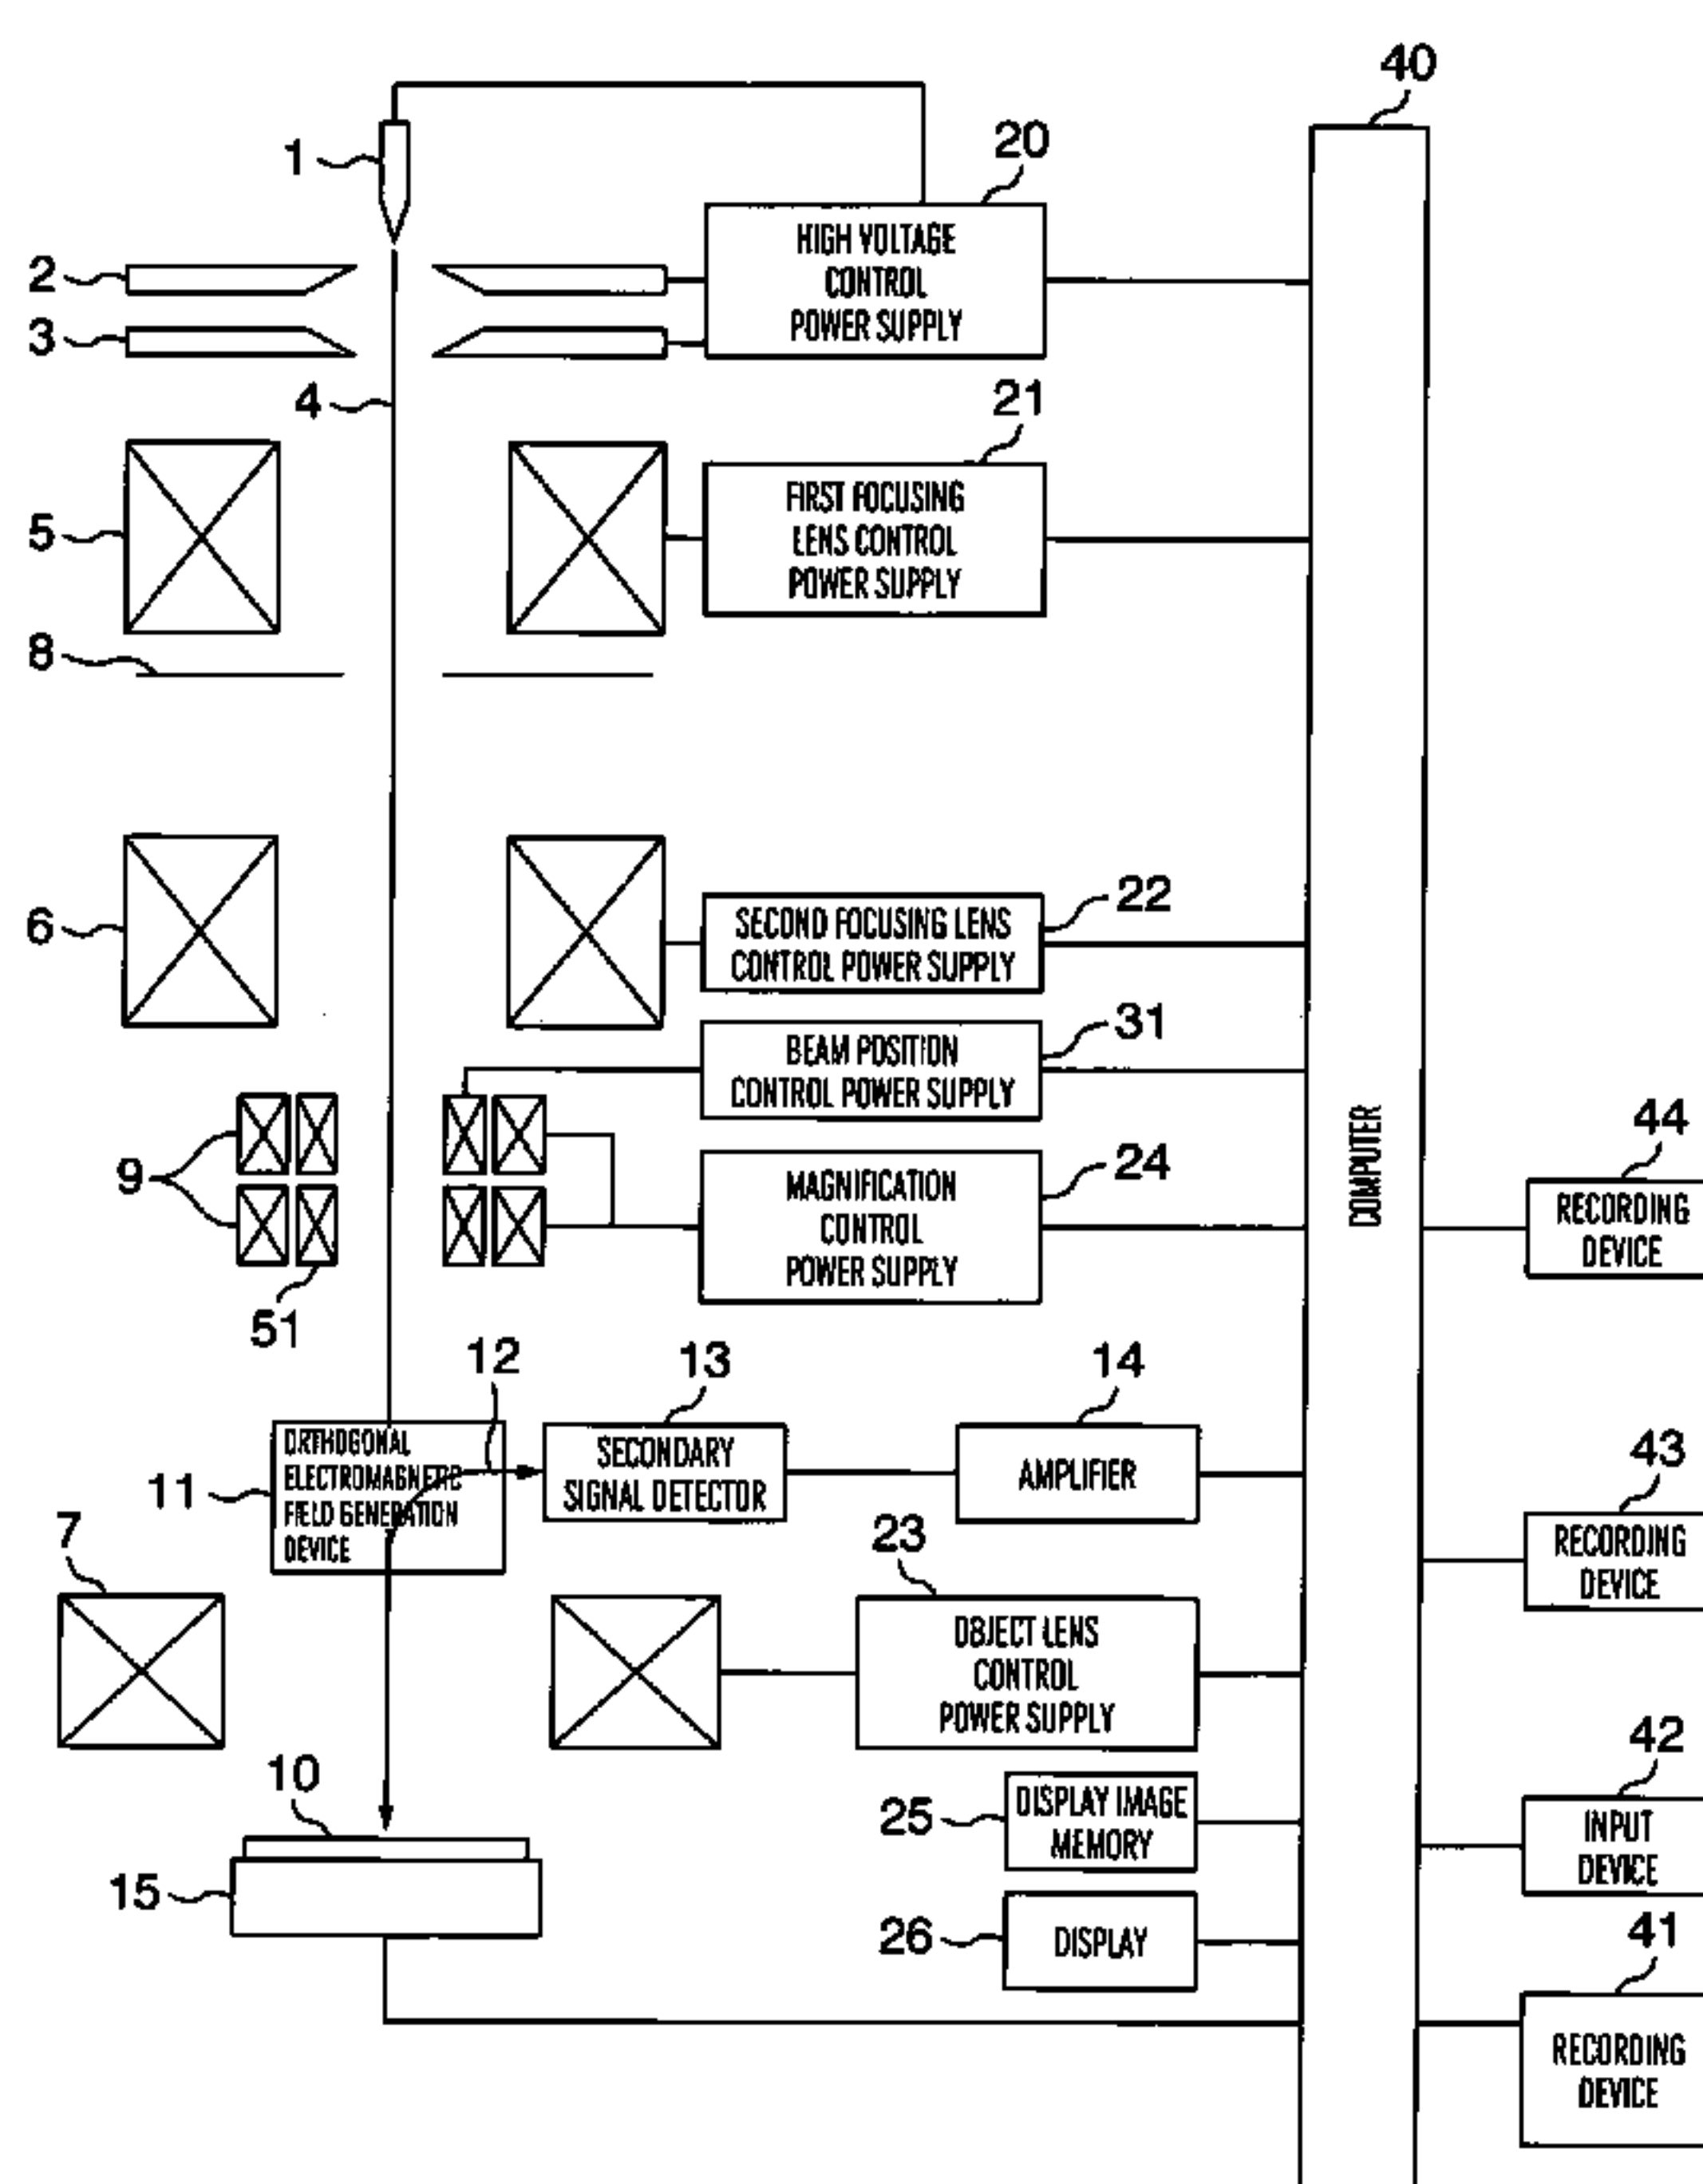 40
1
20
HIGH VOLTAGE
CONTROL
POWER SUPPLY
2
3
4
21
FIRST FOCUSING
LENS CONTROL
POWER SUPPLY
5
8
6
22
SECOND FOCUSING LENS
CONTROL POWER SUPPLY
31
BEAM POSITION
CONTROL POWER SUPPLY
9
51
24
MAGNIFICATION
CONTROL
POWER SUPPLY
COMPUTER
44
RECORDING
DEVICE
12
13
14
11
ORTHOGONAL
ELECTROMAGNETIC
FIELD GENERATION
DEVICE
SECONDARY
SIGNAL DETECTOR
AMPLIFIER
43
RECORDING
DEVICE
7
23
OBJECT LENS
CONTROL
POWER SUPPLY
10
15
25
DISPLAY IMAGE
MEMORY
42
INPUT
DEVICE
26
DISPLAY
41
RECORDING
DEVICE